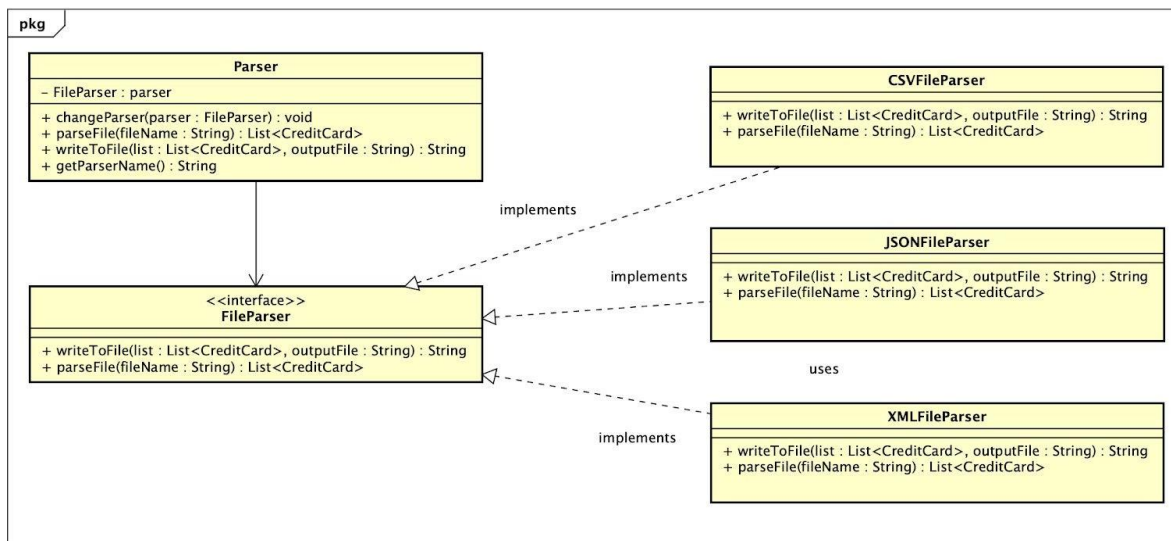 pkg
Parser
– FileParser : parser
+ changeParser(parser : FileParser) : void
+ parseFile(fileName : String) : List<CreditCard>
+ writeToFile(list : List<CreditCard>, outputFile : String) : String
+ getParserName() : String
CSVFileParser
+ writeToFile(list : List<CreditCard>, outputFile : String) : String
+ parseFile(fileName : String) : List<CreditCard>
implements
JSONFileParser
+ writeToFile(list : List<CreditCard>, outputFile : String) : String
+ parseFile(fileName : String) : List<CreditCard>
implements
<<interface>>
FileParser
+ writeToFile(list : List<CreditCard>, outputFile : String) : String
+ parseFile(fileName : String) : List<CreditCard>
uses
implements
XMLFileParser
+ writeToFile(list : List<CreditCard>, outputFile : String) : String
+ parseFile(fileName : String) : List<CreditCard>